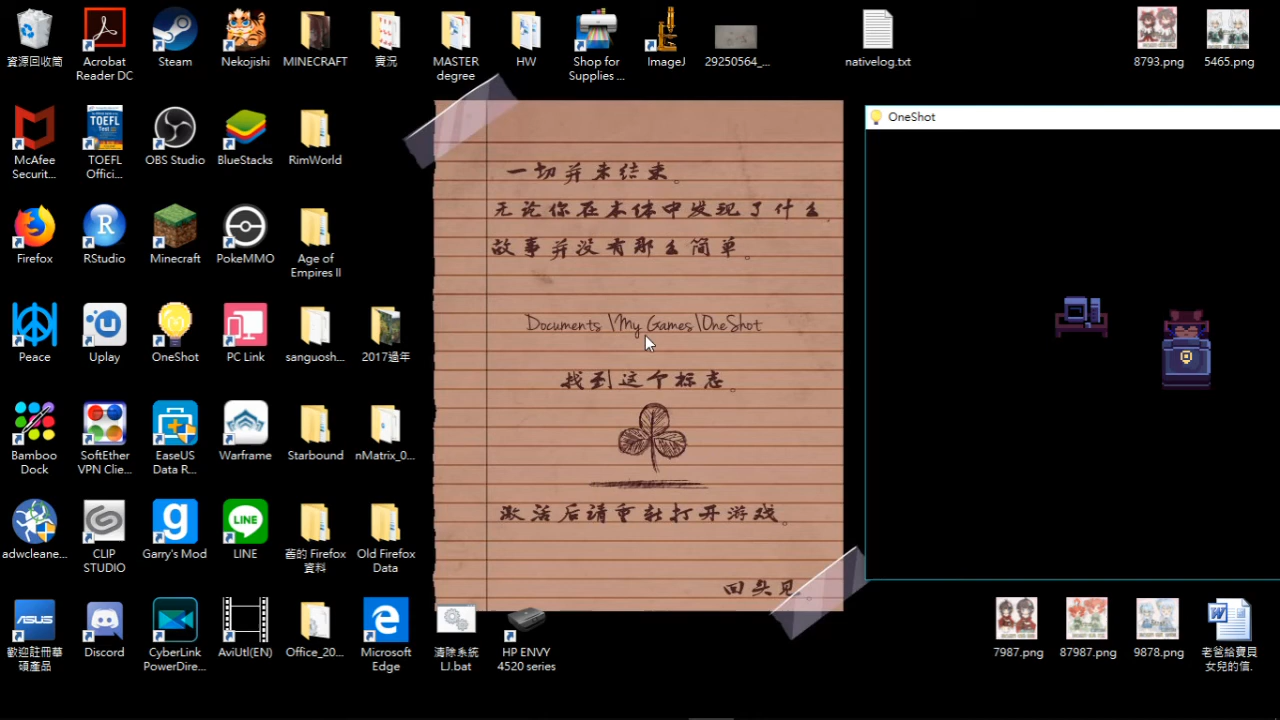 資源回收筒
Acrobat Reader DC
Steam
Nekojishi
MINECRAFT
實況
MASTER degree
HW
Shop for Supplies ...
ImageJ
29250564_...
nativelog.txt
8793.png
5465.png
McAfee Securit...
TOEFL Offici...
OBS Studio
BlueStacks
RimWorld
Firefox
RStudio
Minecraft
PokeMMO
Age of Empires II
Peace
Uplay
OneShot
PC Link
sanguosh...
2017過年
Bamboo Dock
SoftEther VPN Clie...
EaseUS Data R...
Warframe
Starbound
nMatrix_0...
adwcleane...
CLIP STUDIO
Garry's Mod
LINE
舊的 Firefox 資料
Old Firefox Data
歡迎註冊華碩產品
Discord
CyberLink PowerDire...
AviUtl(EN)
Office_20...
Microsoft Edge
清除系統LJ.bat
HP ENVY 4520 series
一切并未结束。
无论你在本体中发现了什么,
故事并没有那么简单。
Documents\My Games\OneShot
找到这个标志。
激活后请重新打开游戏。
回头见。
OneShot
7987.png
87987.png
9878.png
老爸給寶貝女兒的信.